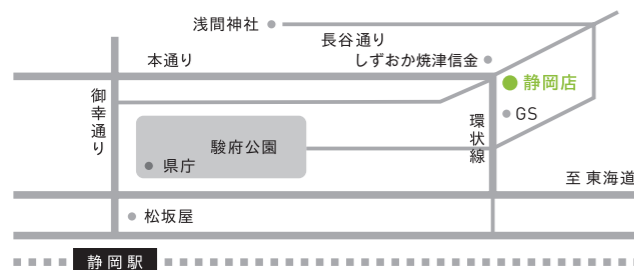 浅間神社
長谷通り
本通り
しずおか焼津信金
静岡店
御幸通り
GS
環状線
駿府公園
県庁
至 東海道
松坂屋
静岡駅